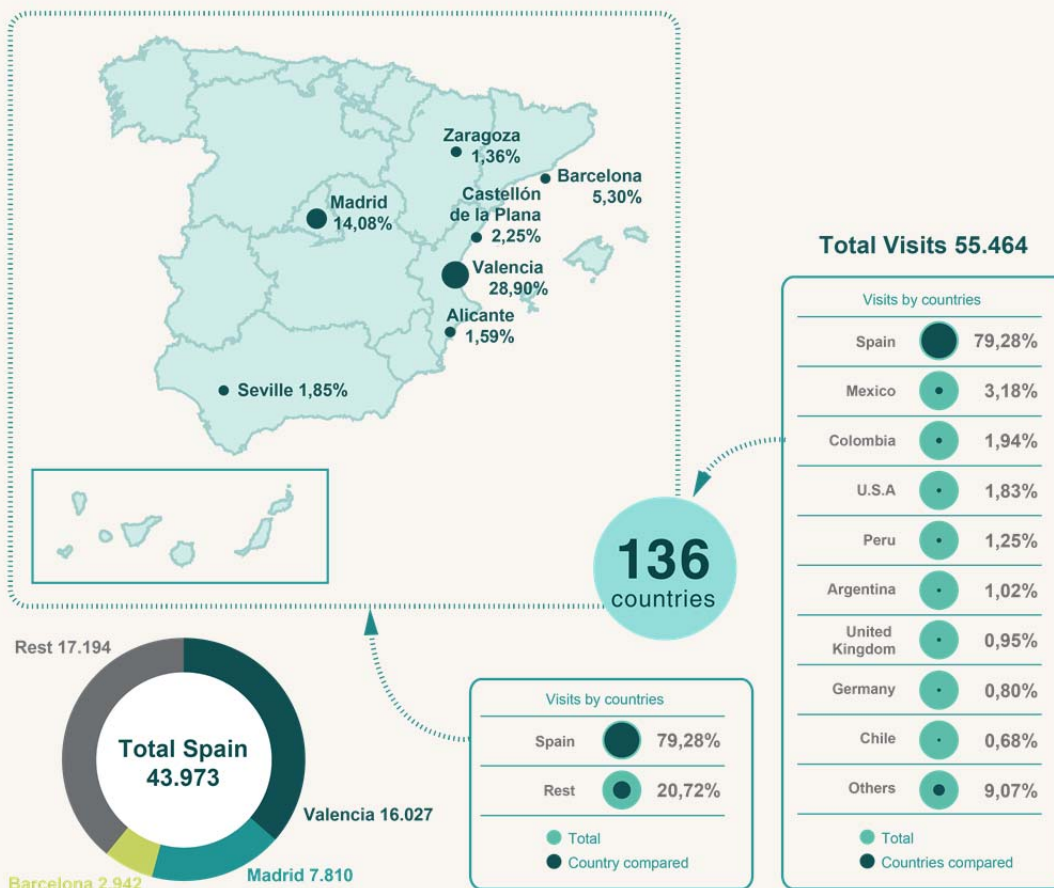 Zaragoza
1,36%
Barcelona
5,30%
Castellón
de la Plana
2,25%
Madrid
14,08%
Valencia
28,90%
Alicante
1,59%
Seville 1,85%
136
countries
Total Visits 55.464
Visits by countries
Spain 79,28%
Mexico 3,18%
Colombia 1,94%
U.S.A 1,83%
Peru 1,25%
Argentina 1,02%
United
Kingdom 0,95%
Germany 0,80%
Chile 0,68%
Others 9,07%
Total
Countries compared
Visits by countries
Spain 79,28%
Rest 20,72%
Total
Country compared
Rest 17.194
Total Spain
43.973
Valencia 16.027
Madrid 7.810
Barcelona 2.942